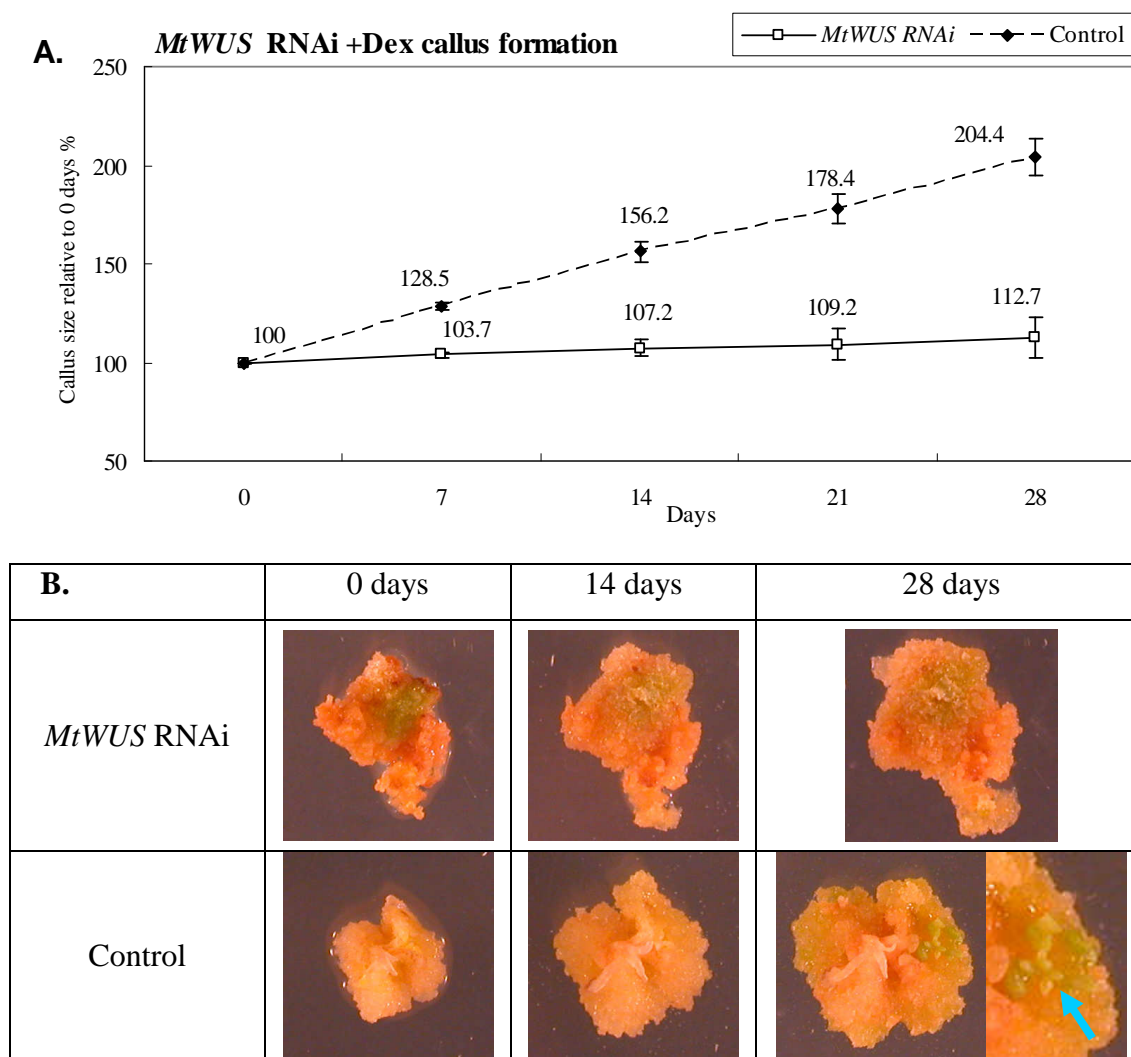 A.
MtWUS RNAi +Dex callus formation
MtWUS RNAi Control
Callus size relative to 0 days %
250
200
150
100
50
100
128.5
156.2
178.4
204.4
103.7
107.2
109.2
112.7
0 7 14 21 28
Days
B. 0 days 14 days 28 days
MtWUS RNAi
Control